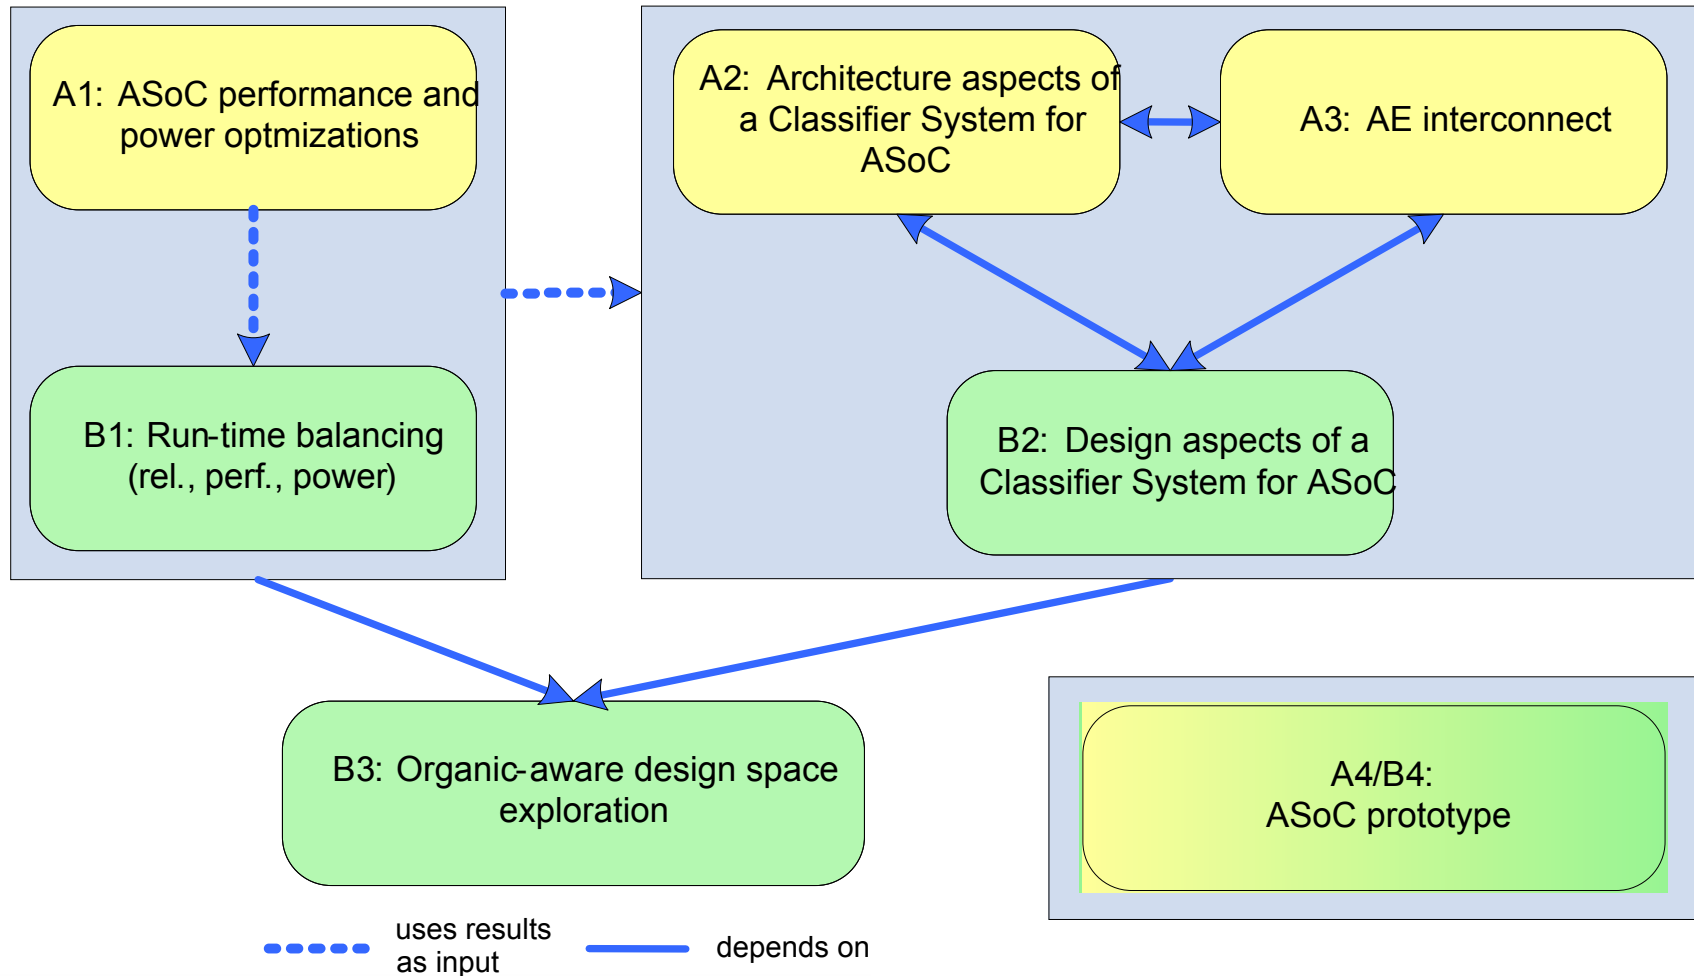 A1: ASoC performance and
power optmizations
A2: Architecture aspects of
a Classifier System for
ASoC
A3: AE interconnect
B1: Run-time balancing
(rel., perf., power)
B2: Design aspects of a
Classifier System for ASoC
B3: Organic-aware design space
exploration
A4/B4:
ASoC prototype
uses results
as input
depends on